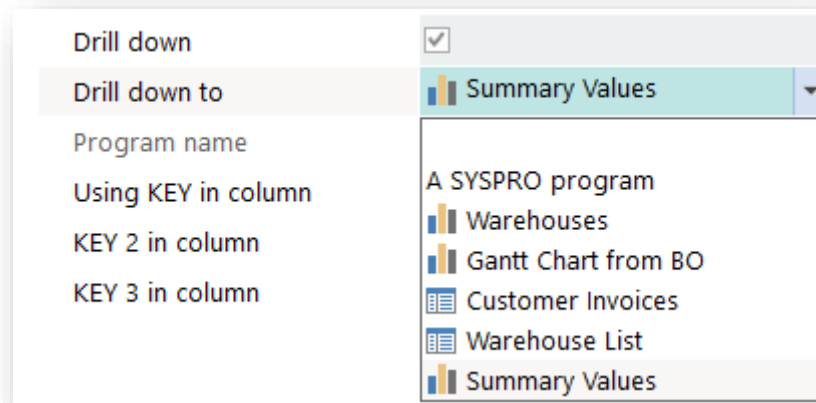 Drill down
Drill down to Summary Values
Program name
Using KEY in column A SYSPRO program
Warehouses
KEY 2 in column Gantt Chart from BO
KEY 3 in column Customer Invoices
Warehouse List
Summary Values